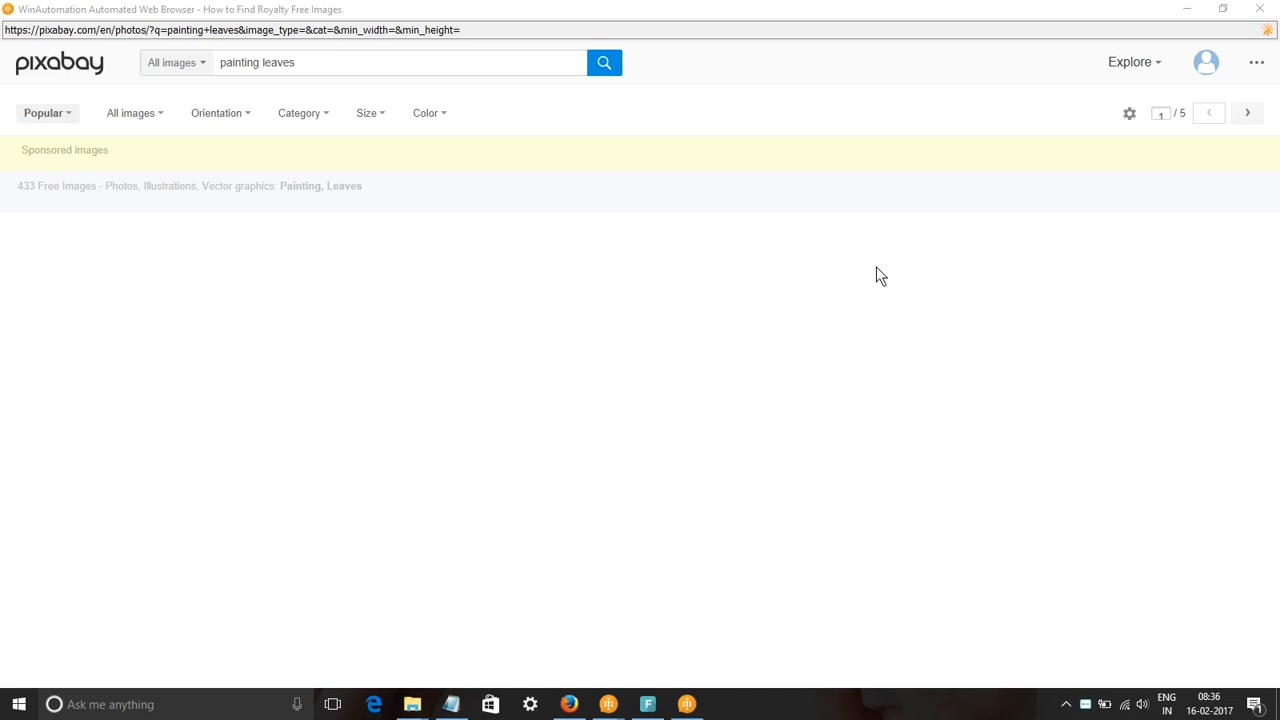 WinAutomation Automated Web Browser - How to Find Royalty Free Images
https://pixabay.com/en/photos/?q=painting+leaves&image_type=&cat=&min_width=&min_height=
pixabay All images painting leaves Explore
Popular All images Orientation Category Size Color 1 / 5
Sponsored images
433 Free Images - Photos, Illustrations, Vector graphics: Painting, Leaves
Ask me anything F ENG 08:36
IN 16-02-2017 1